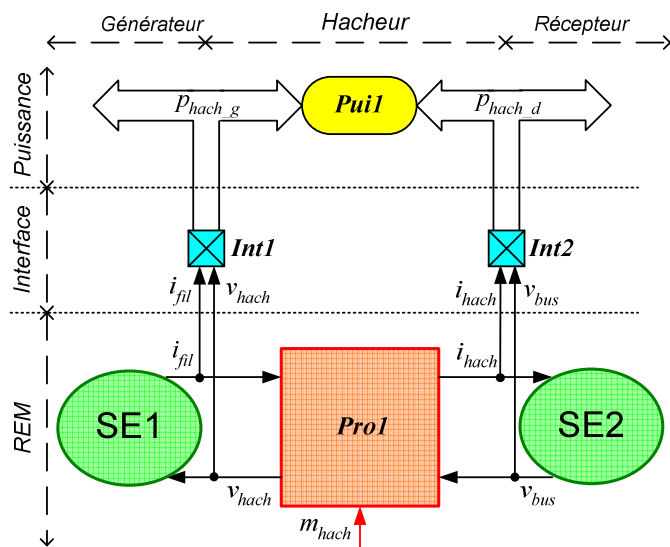 Générateur
Hacheur
Récepteur
Puissance
p_hach_g
Pui1
p_hach_d
Interface
Int1
Int2
i_fil
v_hach
i_hach
v_bus
REM
i_fil
i_hach
SE1
Pro1
SE2
v_hach
v_bus
m_hach